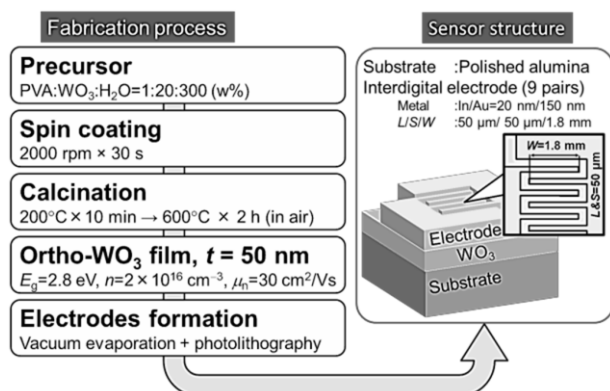 Fabrication process
Precursor
PVA:WO₃:H₂O=1:20:300 (w%)
Spin coating
2000 rpm × 30 s
Calcination
200°C × 10 min → 600°C × 2 h (in air)
Ortho-WO₃ film, t = 50 nm
Eg=2.8 eV, n=2×10¹⁶ cm⁻³, μn=30 cm²/Vs
Electrodes formation
Vacuum evaporation + photolithography
Sensor structure
Substrate :Polished alumina
Interdigital electrode (9 pairs)
Metal :In/Au=20 nm/150 nm
L/S/W :50 μm/ 50 μm/1.8 mm
W=1.8 mm
L&S=50 μm
Electrode
WO₃
Substrate